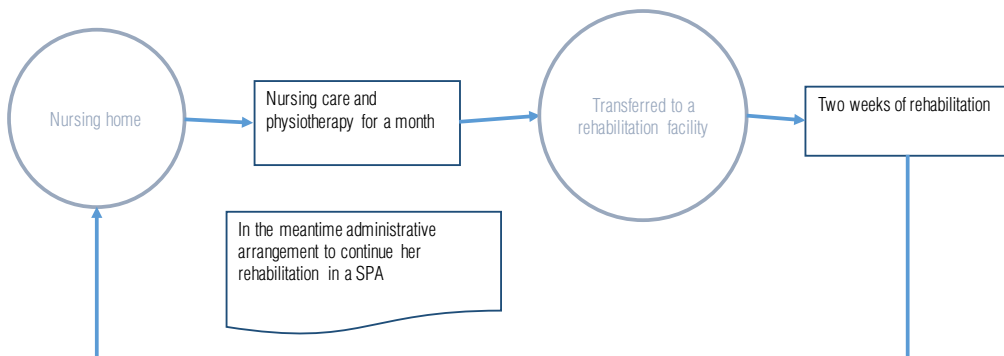 Nursing home
Nursing care and
physiotherapy for a month
Transferred to a
rehabilitation facility
Two weeks of rehabilitation
In the meantime administrative
arrangement to continue her
rehabilitation in a SPA